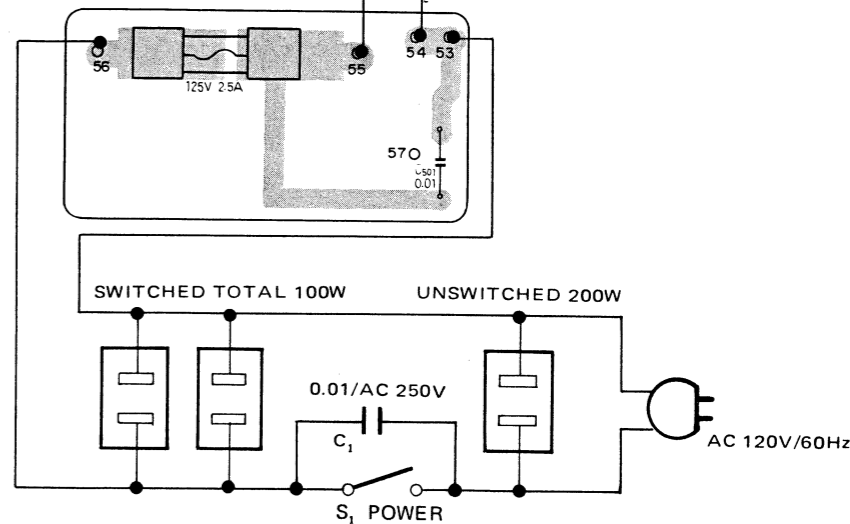 56
55
54 53
125V 2.5A
57
C501
0.01
SWITCHED TOTAL 100W
UNSWITCHED 200W
0.01/AC 250V
C₁
AC 120V/60Hz
S₁ POWER